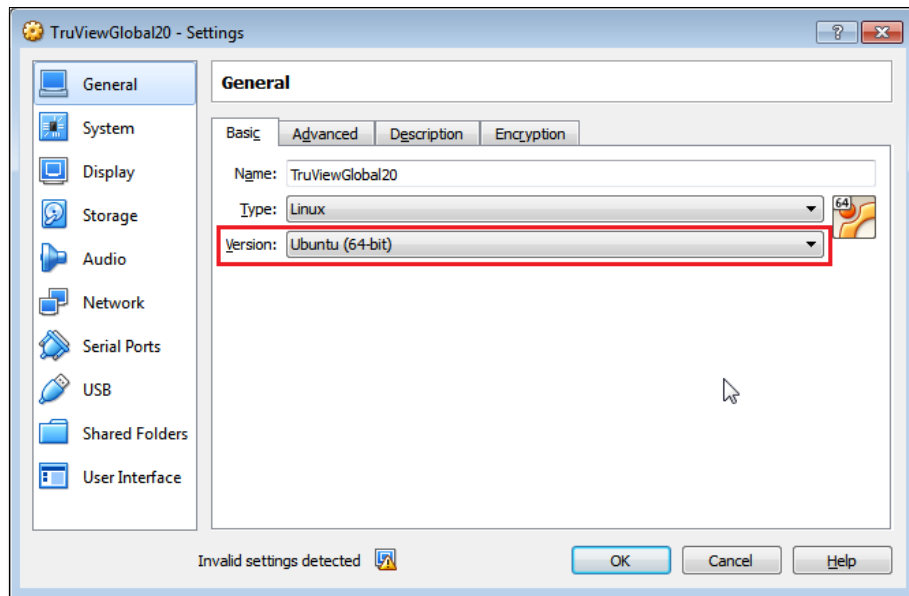 TruViewGlobal20 - Settings
?
General
System
Display
Storage
Audio
Network
Serial Ports
USB
Shared Folders
User Interface
General
Basic Advanced Description Encryption
Name: TruViewGlobal20
Type: Linux
64
Version: Ubuntu (64-bit)
Invalid settings detected
OK Cancel Help